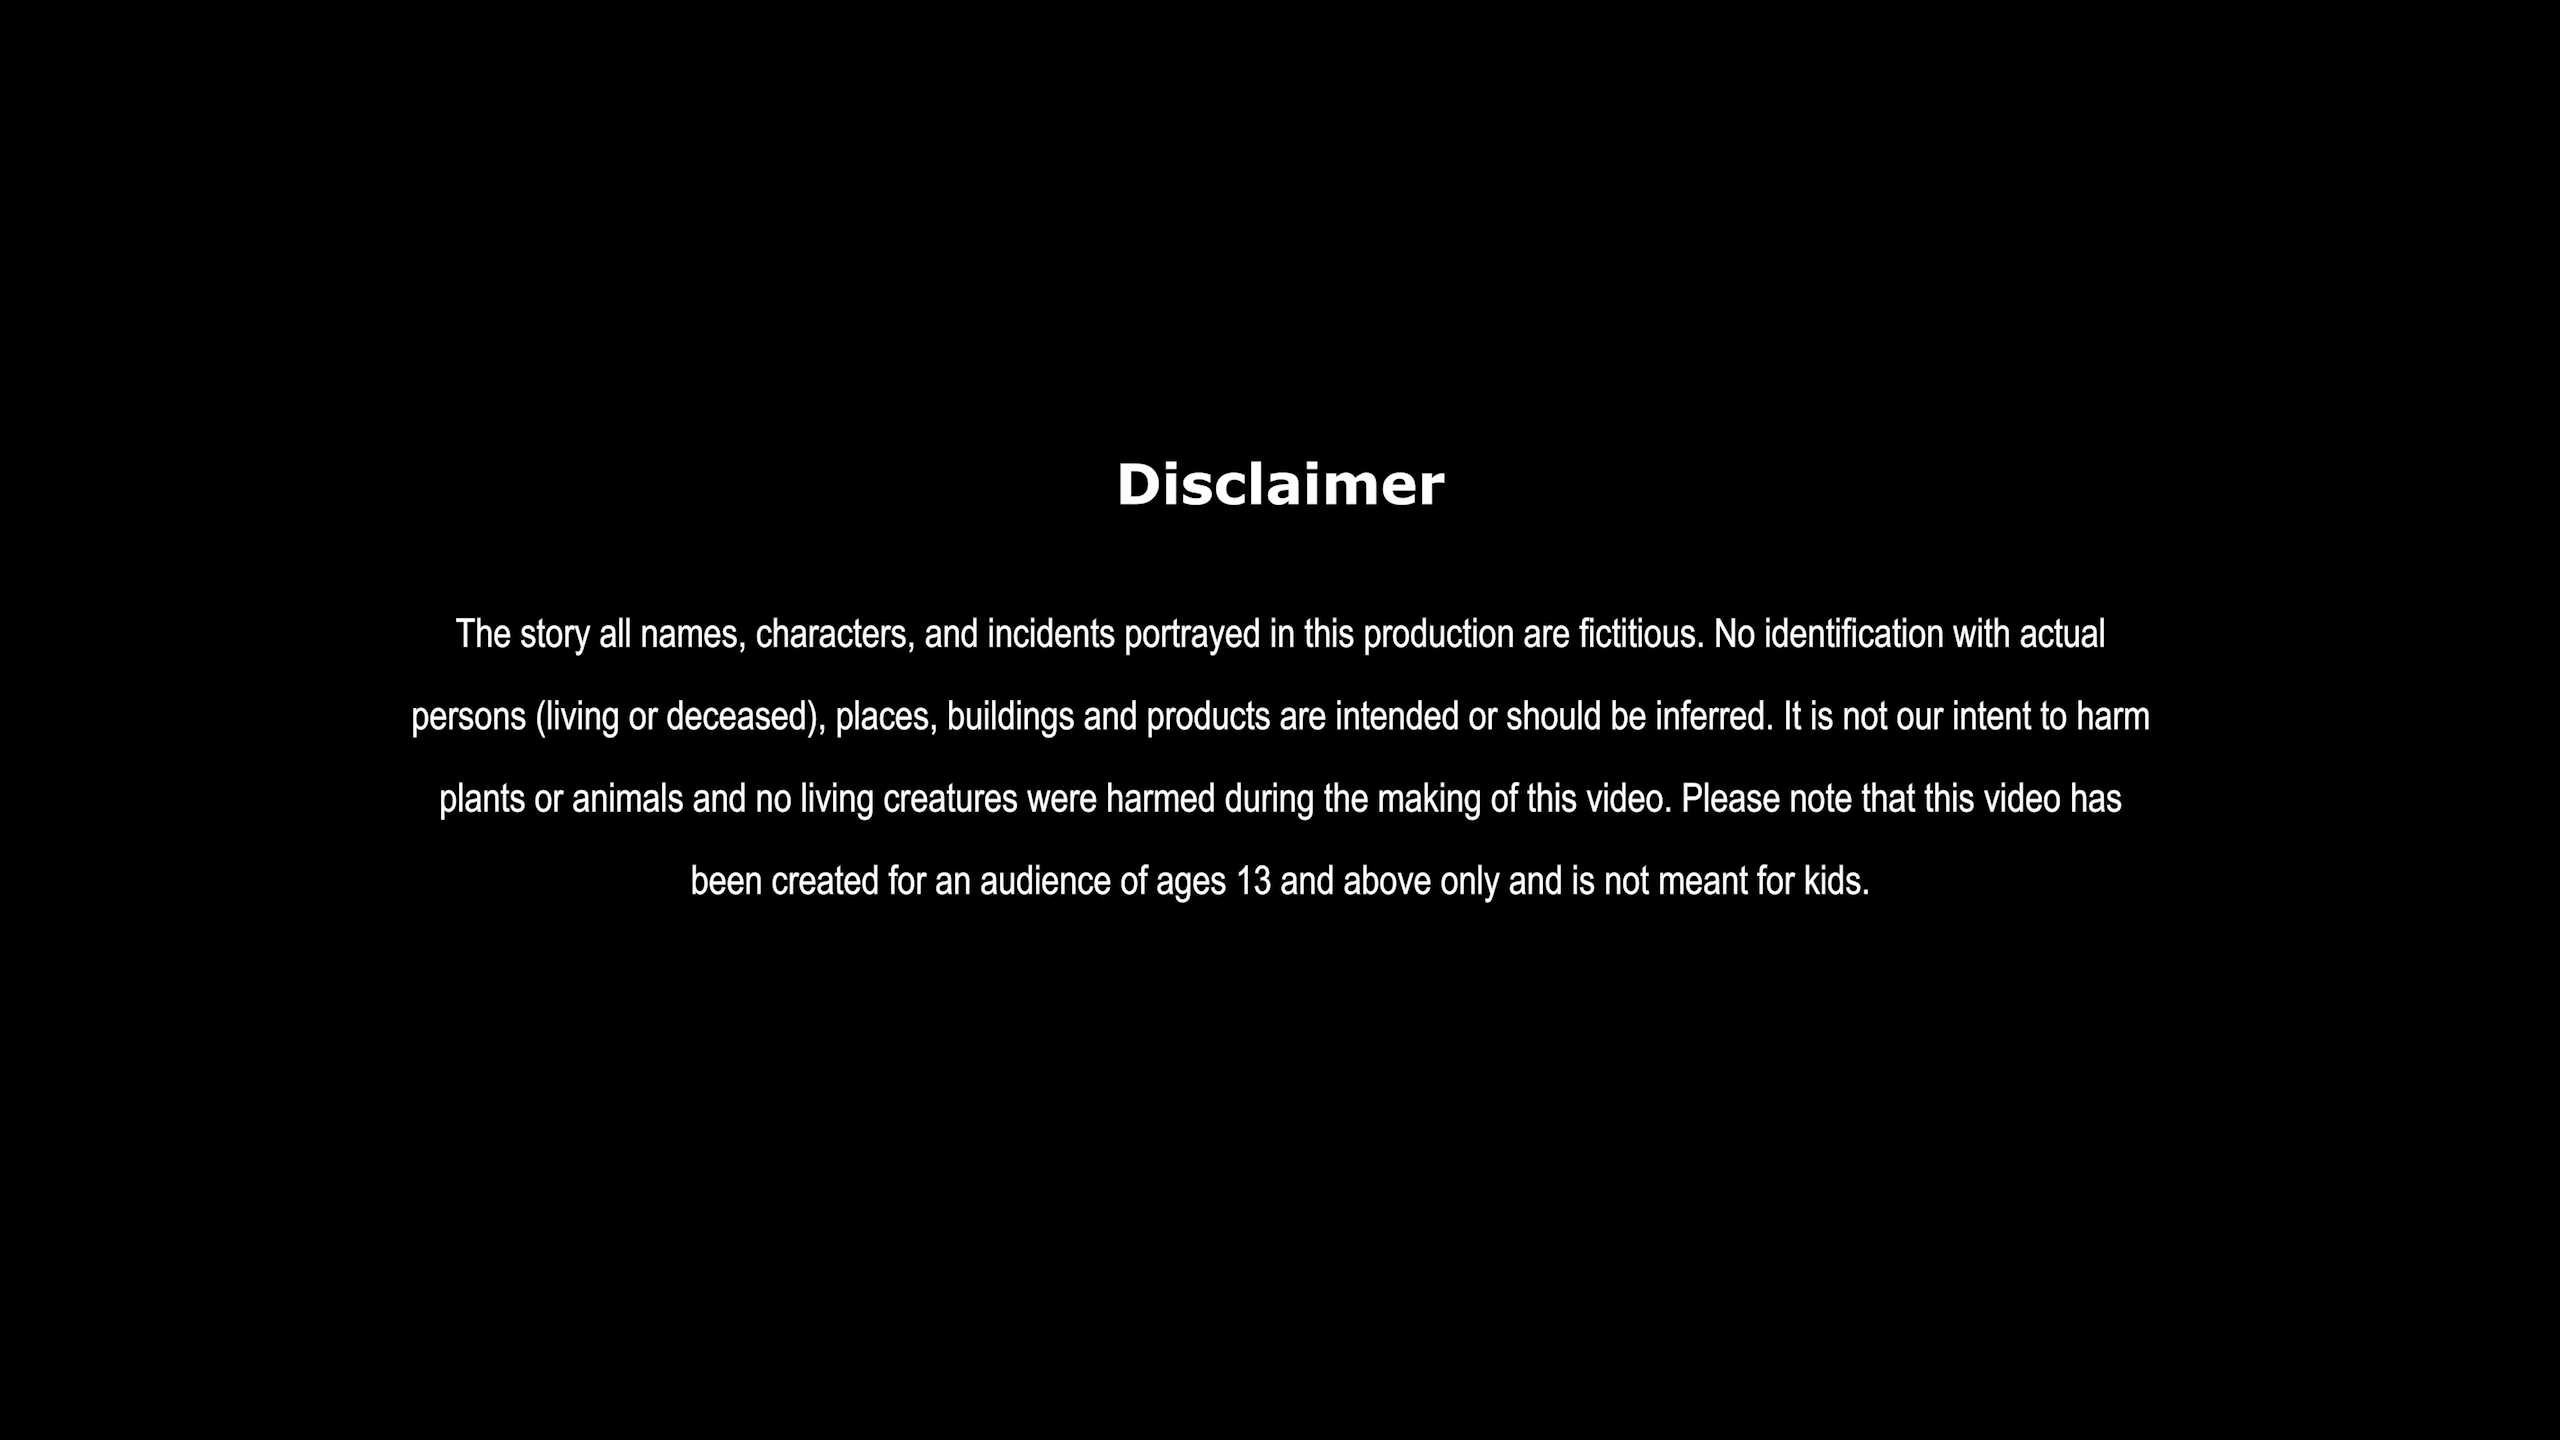 Disclaimer
The story all names, characters, and incidents portrayed in this production are fictitious. No identification with actual
persons (living or deceased), places, buildings and products are intended or should be inferred. It is not our intent to harm
plants or animals and no living creatures were harmed during the making of this video. Please note that this video has
been created for an audience of ages 13 and above only and is not meant for kids.